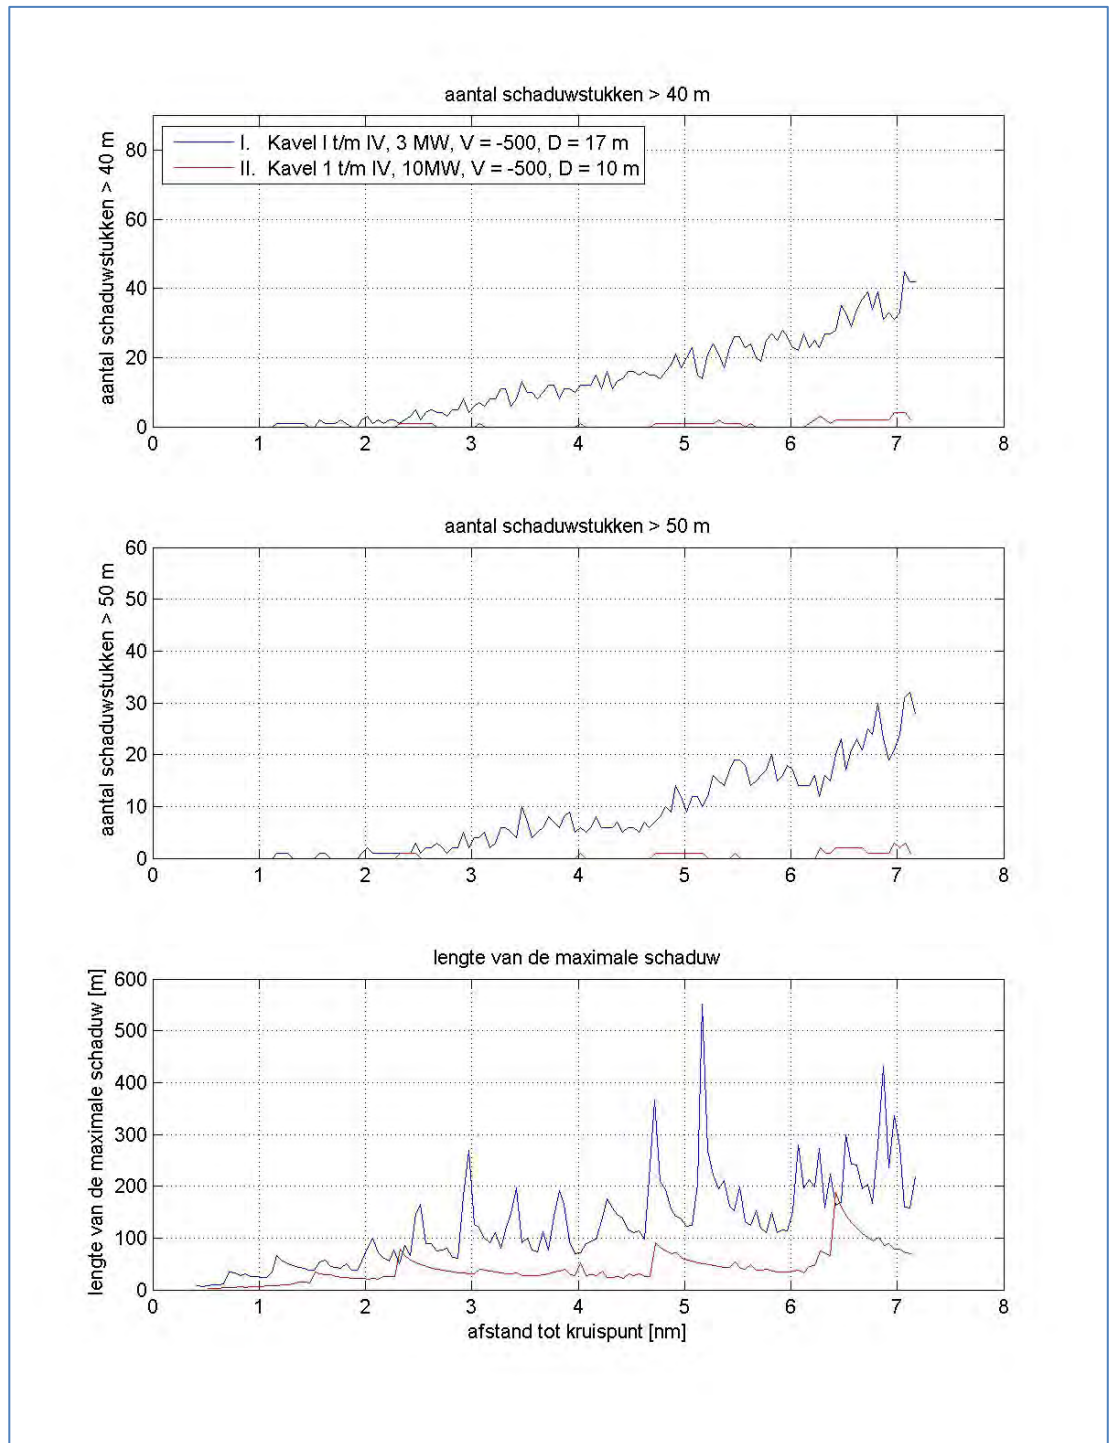 aantal schaduwstukken > 40 m
aantal schaduwstukken > 40 m
I. Kavel I t/m IV, 3 MW, V = -500, D = 17 m
II. Kavel 1 t/m IV, 10MW, V = -500, D = 10 m
80
60
40
20
0
0 1 2 3 4 5 6 7 8
aantal schaduwstukken > 50 m
aantal schaduwstukken > 50 m
60
50
40
30
20
10
0
0 1 2 3 4 5 6 7 8
lengte van de maximale schaduw
lengte van de maximale schaduw [m]
600
500
400
300
200
100
0
0 1 2 3 4 5 6 7 8
afstand tot kruispunt [nm]